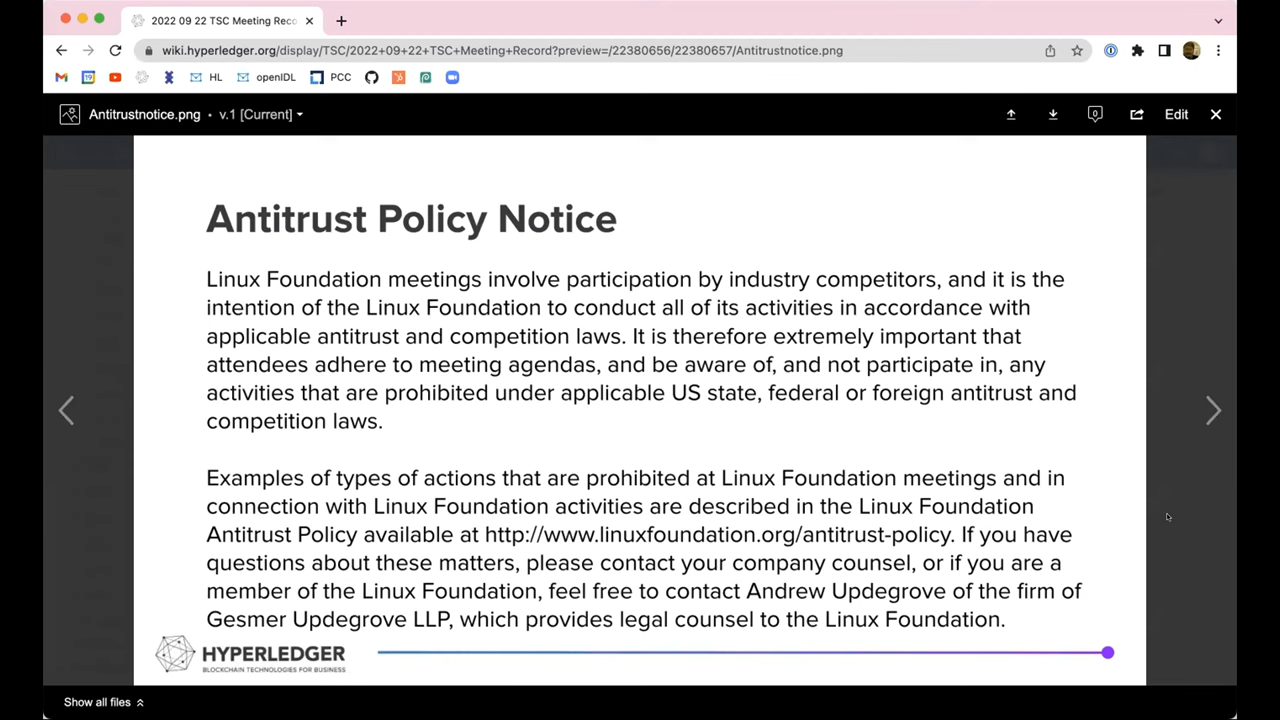 2022 09 22 TSC Meeting Reco
wiki.hyperledger.org/display/TSC/2022+09+22+TSC+Meeting+Record?preview=/22380656/22380657/Antitrustnotice.png
19 HL openIDL PCC
Antitrustnotice.png • v.1 [Current] 0 Edit
Antitrust Policy Notice
Linux Foundation meetings involve participation by industry competitors, and it is the
intention of the Linux Foundation to conduct all of its activities in accordance with
applicable antitrust and competition laws. It is therefore extremely important that
attendees adhere to meeting agendas, and be aware of, and not participate in, any
activities that are prohibited under applicable US state, federal or foreign antitrust and
competition laws.
Examples of types of actions that are prohibited at Linux Foundation meetings and in
connection with Linux Foundation activities are described in the Linux Foundation
Antitrust Policy available at http://www.linuxfoundation.org/antitrust-policy. If you have
questions about these matters, please contact your company counsel, or if you are a
member of the Linux Foundation, feel free to contact Andrew Updegrove of the firm of
Gesmer Updegrove LLP, which provides legal counsel to the Linux Foundation.
HYPERLEDGER
BLOCKCHAIN TECHNOLOGIES FOR BUSINESS
Show all files